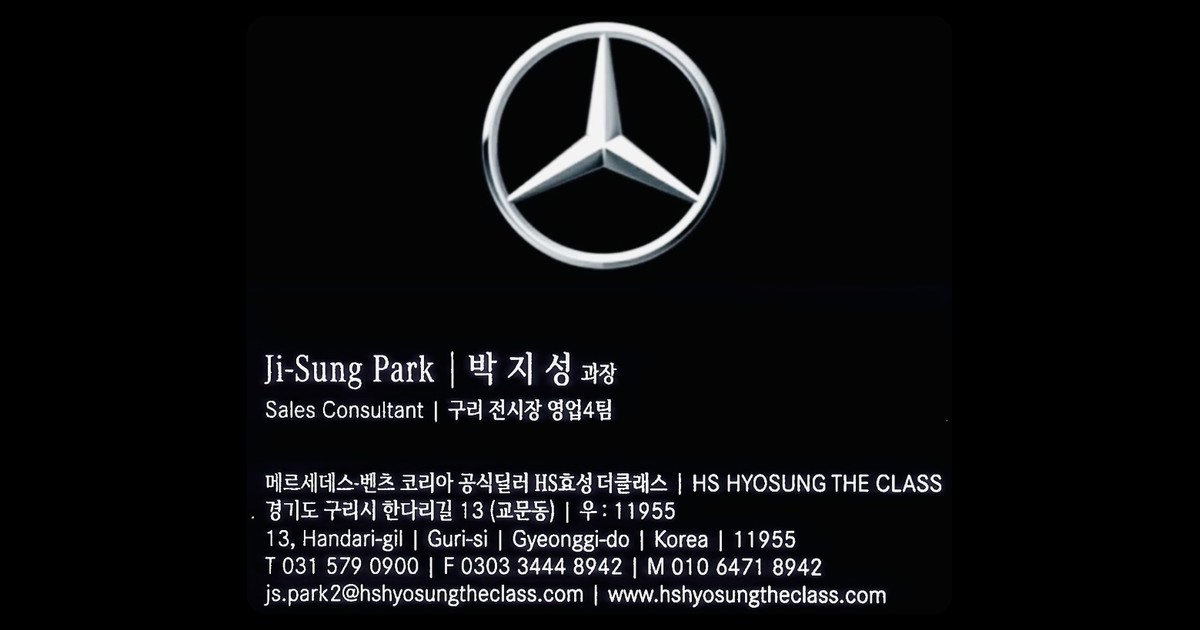 Ji-Sung Park | 박지성 과장
Sales Consultant | 구리 전시장 영업4팀
메르세데스-벤츠 코리아 공식딜러 HS효성 더클래스 | HS HYOSUNG THE CLASS
경기도 구리시 한다리길 13 (교문동) | 우 : 11955
13, Handari-gil | Guri-si | Gyeonggi-do | Korea | 11955
T 031 579 0900 | F 0303 3444 8942 | M 010 6471 8942
js.park2@hshyosungtheclass.com | www.hshyosungtheclass.com